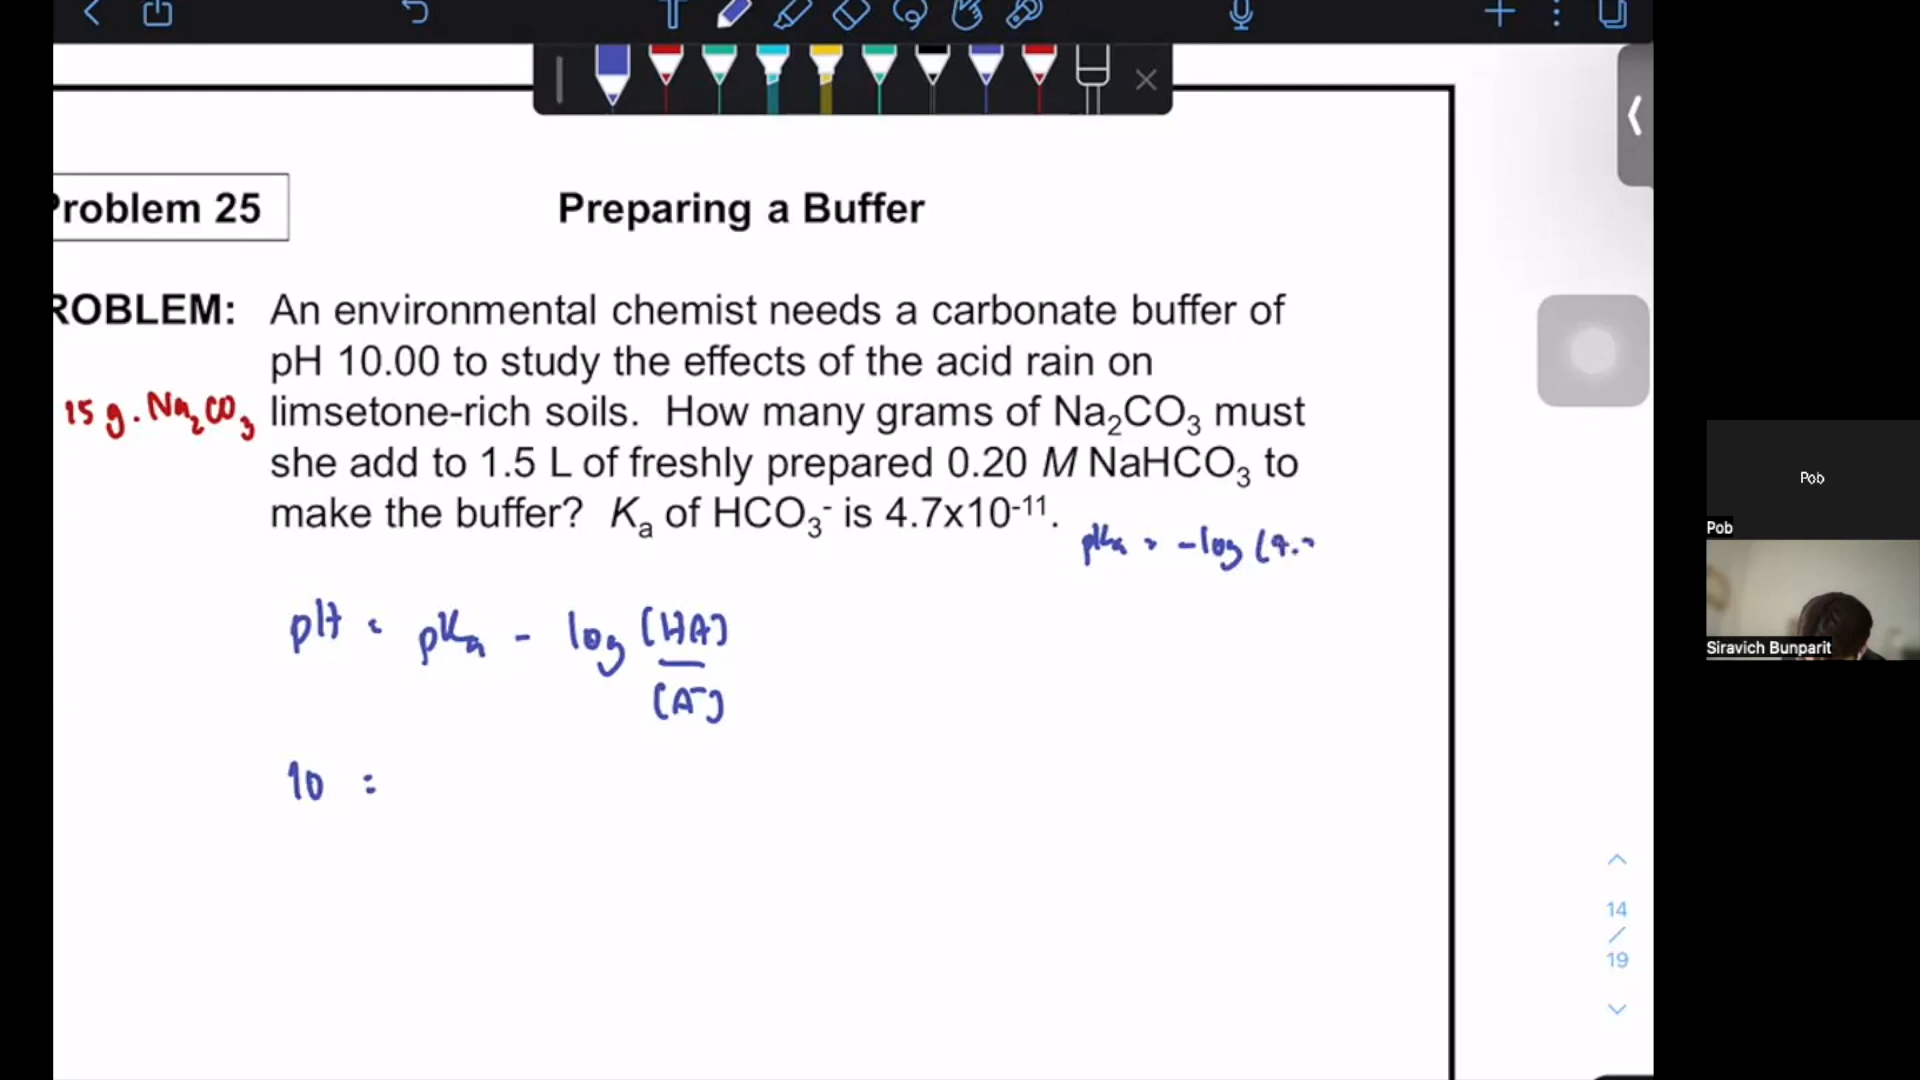 Problem 25
Preparing a Buffer
ROBLEM: An environmental chemist needs a carbonate buffer of
pH 10.00 to study the effects of the acid rain on
15 g. Na₂CO₃
limsetone-rich soils. How many grams of Na₂CO₃ must
she add to 1.5 L of freshly prepared 0.20 M NaHCO₃ to
make the buffer? Kₐ of HCO₃⁻ is 4.7x10⁻¹¹.
pKa = -log (4.7
pH = pKa - log [HA]
[A⁻]
10 =
14
/
19
Pob
Pob
Siravich Bunparit